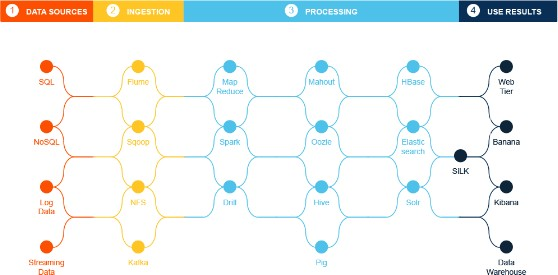 1 DATA SOURCES
2 INGESTION
3 PROCESSING
4 USE RESULTS
SQL
Flume
Map
Reduce
Mahout
HBase
Web
Tier
NoSQL
Sqoop
Spark
Oozie
Elastic
search
SiLK
Banana
Log
Data
NFS
Drill
Hive
Solr
Kibana
Streaming
Data
Kafka
Pig
Data
Warehouse